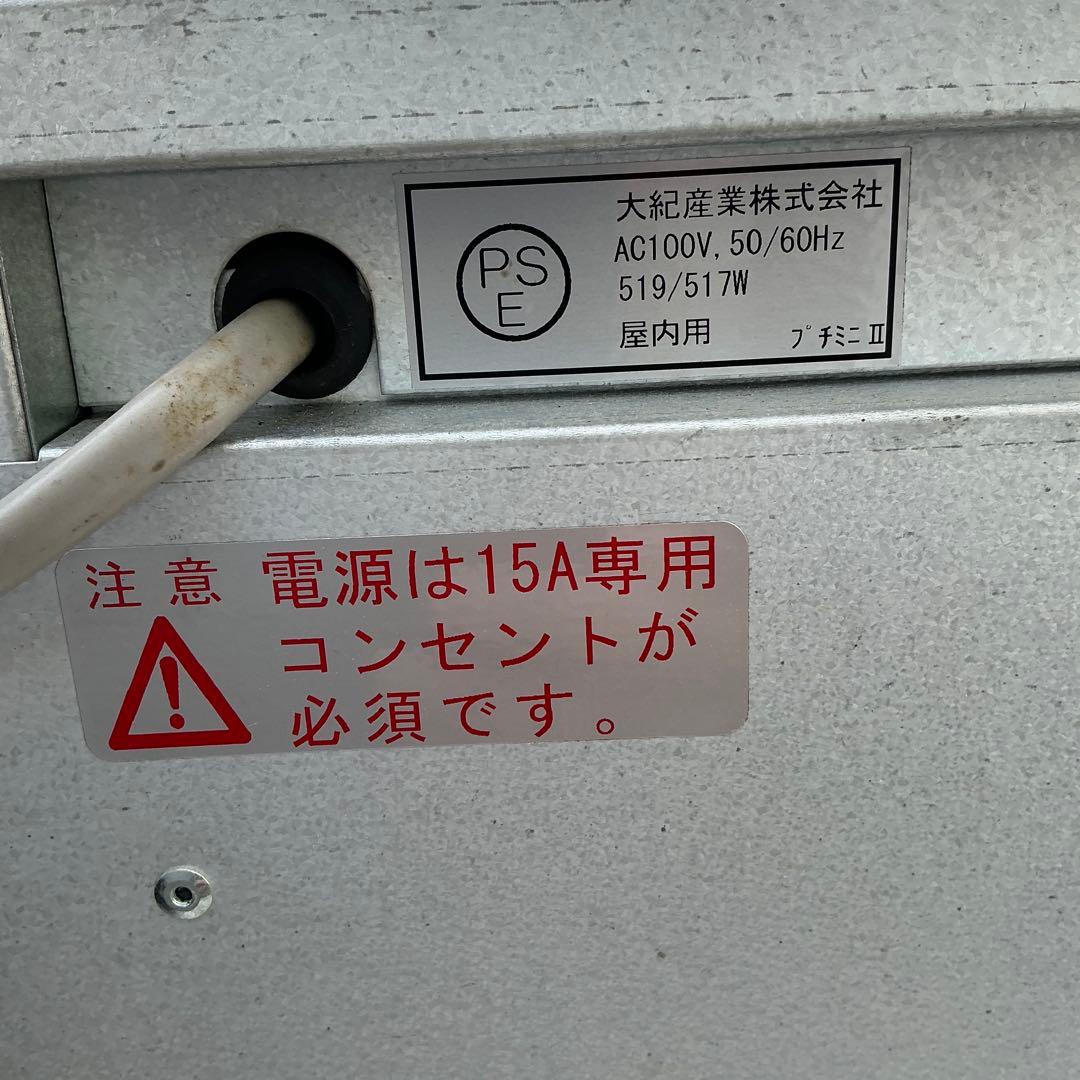 PS
E
大紀産業株式会社
AC100V, 50/60Hz
519/517W
屋内用 ﾌﾟﾁﾐﾆⅡ
注意 電源は15A専用
コンセントが
必須です。